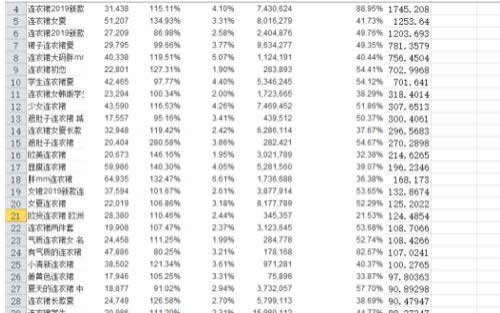 4 连衣裙2019新款 31,438 115.11% 4.10% 7,430,624 88.95% 1745.208
5 连衣裙女夏 51,207 134.93% 3.31% 8,016,279 41.73% 1253.64
6 连衣裙2019新款 27,209 86.98% 2.58% 4,809,876 49.76% 1203.693
7 裙子连衣裙夏 29,795 99.66% 3.77% 9,634,277 49.35% 781.3579
8 连衣裙大码胖mm 40,338 119.51% 5.07% 1,124,191 40.44% 756.4504
9 连衣裙初恋 22,801 127.31% 1.90% 283,893 54.41% 702.9968
10 学生连衣裙夏 42,465 97.77% 4.40% 5,346,245 54.12% 701.641
11 连衣裙女韩版学生 23,294 100.34% 2.00% 1,723,665 38.29% 318.4014
12 少女连衣裙 43,590 116.53% 4.26% 7,469,452 51.86% 307.6513
13 遮肚子连衣裙 减 17,557 95.16% 3.41% 439,512 50.37% 300.4061
14 连衣裙女夏长款 32,948 119.42% 2.42% 6,286,114 37.67% 296.5683
15 遮肚子连衣裙 20,404 280.58% 3.86% 282,421 54.67% 270.2898
16 欧美连衣裙 20,673 146.16% 1.95% 3,021,789 32.38% 214.6265
17 显瘦连衣裙 59,966 140.30% 4.05% 5,281,560 39.07% 196.2346
18 胖mm连衣裙 64,935 132.47% 6.61% 1,736,688 36.38% 168.173
19 女裙2019新款连 37,594 101.67% 2.61% 3,877,914 53.65% 132.8674
20 女夏连衣裙 22,019 106.86% 3.18% 8,177,789 52.29% 125.2022
21 欧货连衣裙 欧洲 28,380 110.46% 2.44% 345,357 21.53% 124.4854
22 连衣裙两件套 19,908 107.47% 2.37% 3,123,645 53.68% 108.7066
23 气质连衣裙女 名 24,458 111.25% 1.99% 284,778 52.74% 108.4266
24 有气质的连衣裙 47,886 80.25% 3.21% 178,168 82.67% 107.0241
25 小清新连衣裙 38,502 121.34% 3.61% 971,281 40.37% 100.2765
26 姜黄色连衣裙 17,946 105.25% 3.31% 75,896 33.87% 97.80363
27 夏天的连衣裙 中 18,877 91.02% 2.94% 3,732,057 57.70% 90.89298
28 连衣裙长款夏 24,749 126.58% 2.70% 5,799,113 38.69% 90.47947